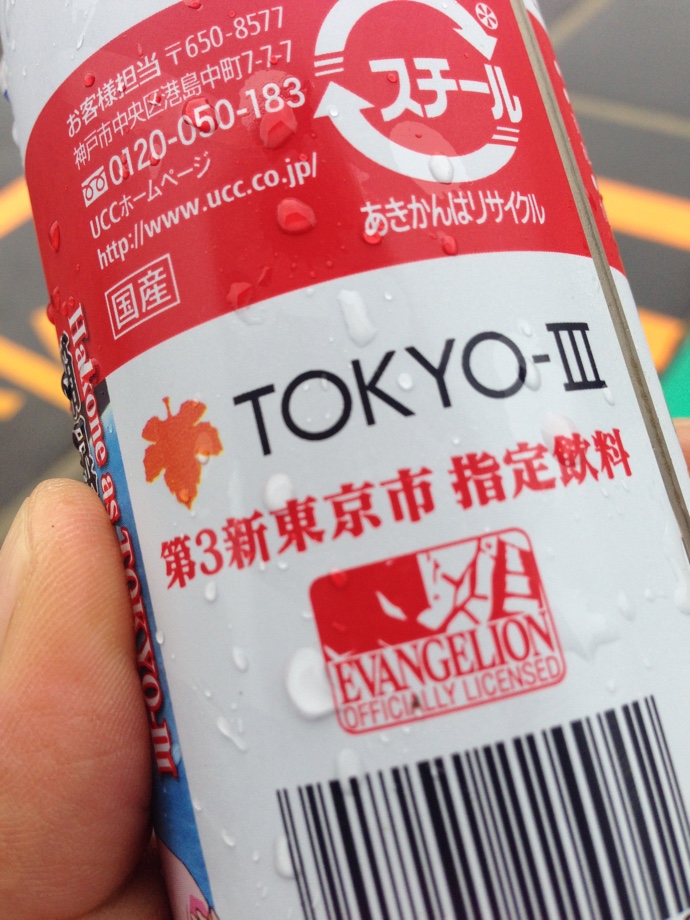 お客様担当 〒650-8577
神戸市中央区港島中町7-7-7
0120-050-183
UCCホームページ
http://www.ucc.co.jp/
国産
スチール
あきかんはリサイクル
Hakone as TOKYO-III
TOKYO-III
第3新東京市 指定飲料
EVANGELION
OFFICIALLY LICENSED